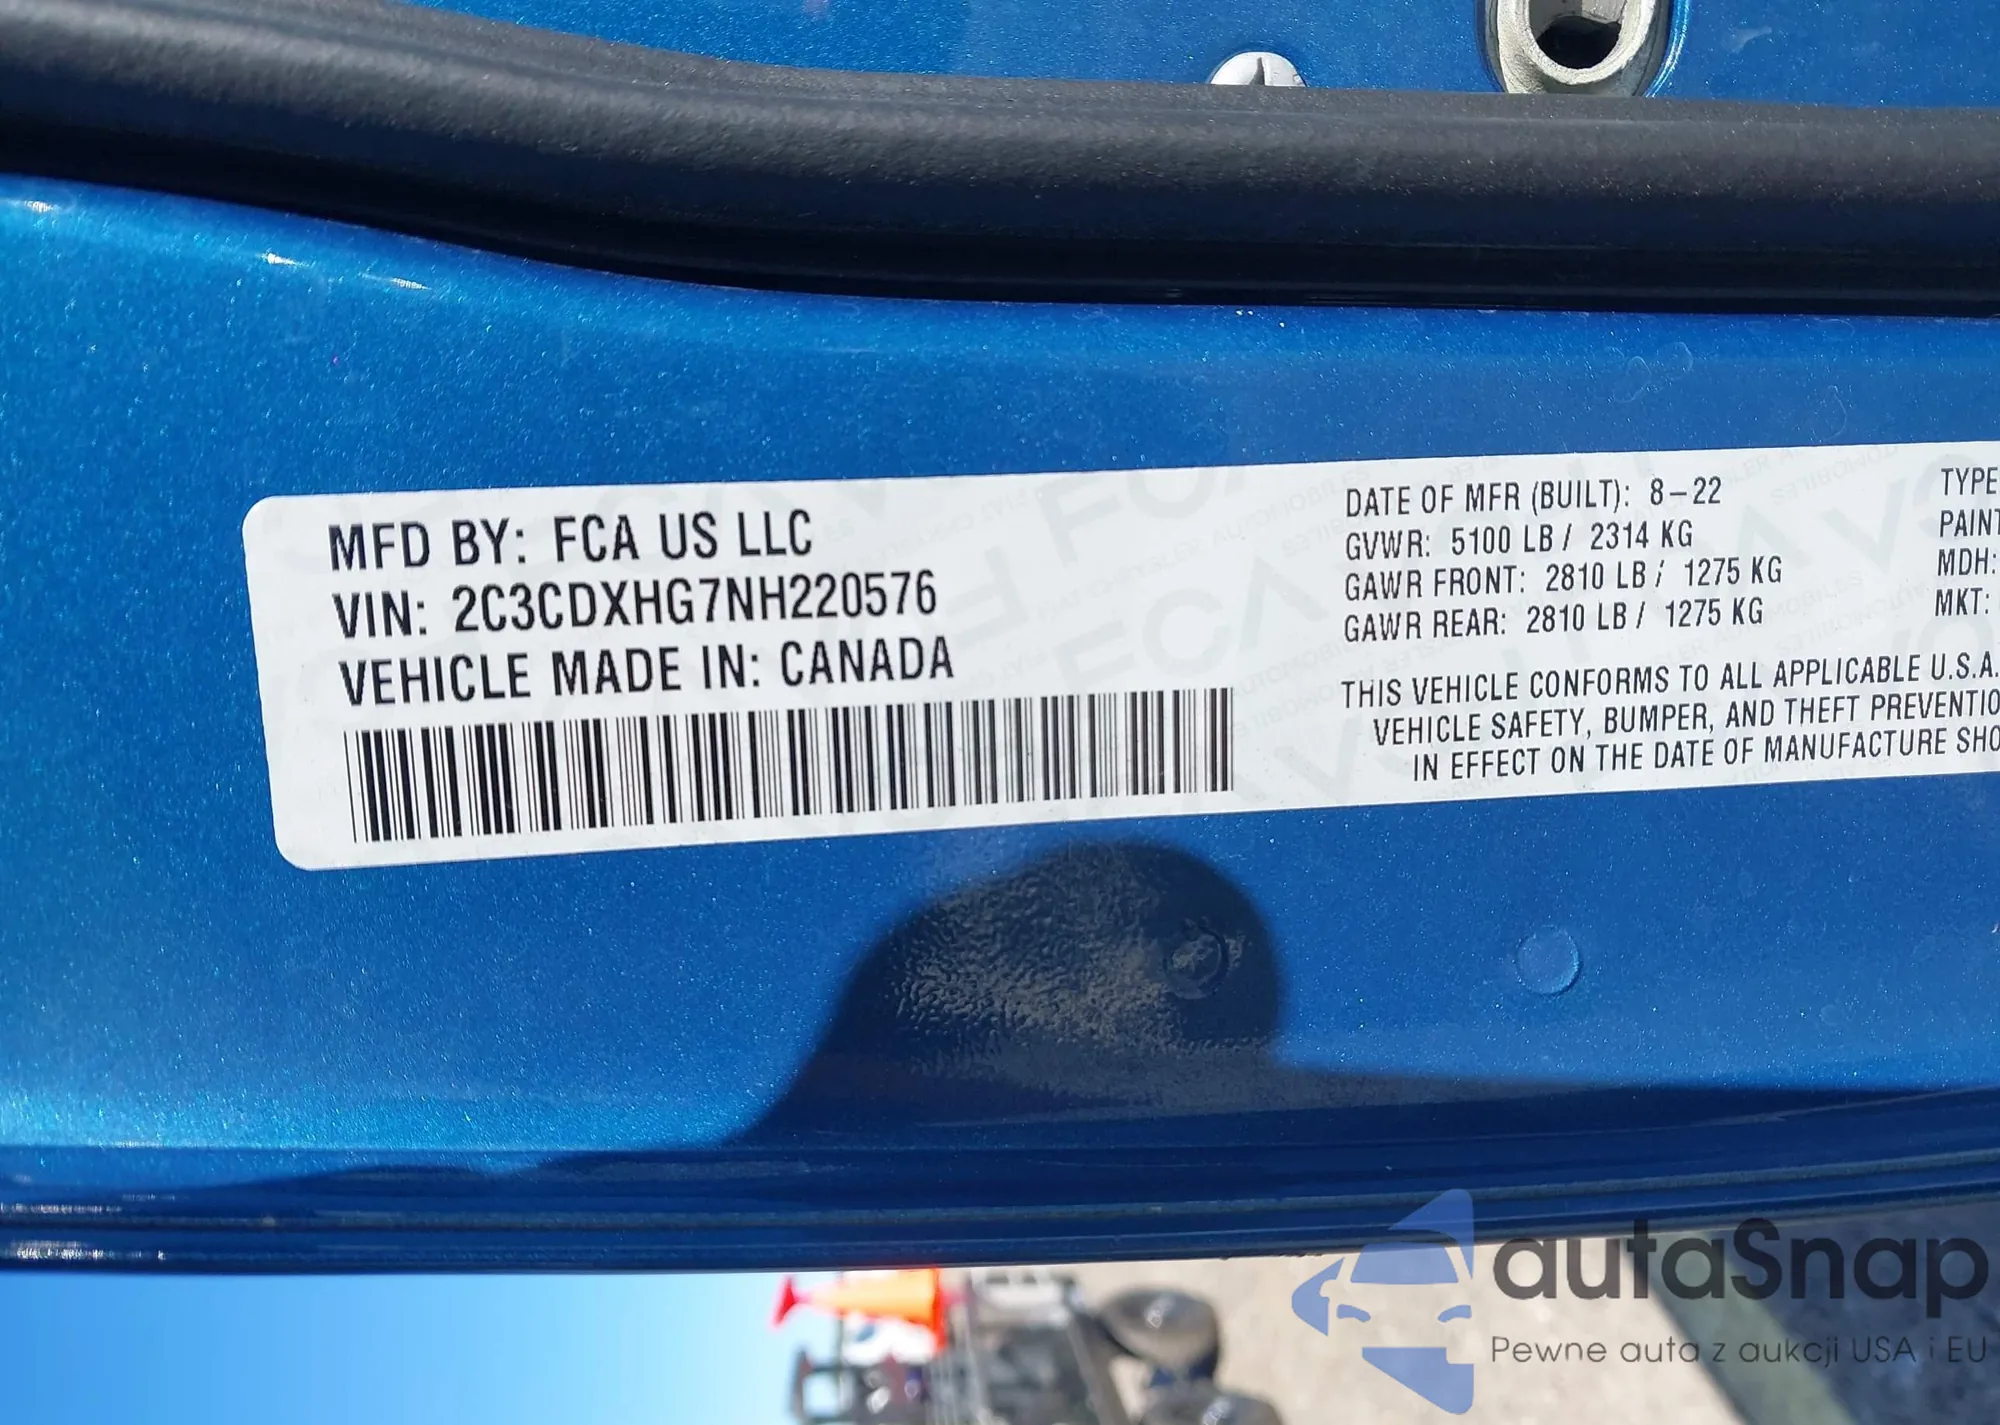 MFD BY: FCA US LLC
VIN: 2C3CDXHG7NH220576
VEHICLE MADE IN: CANADA
DATE OF MFR (BUILT): 8-22
GVWR: 5100 LB / 2314 KG
GAWR FRONT: 2810 LB / 1275 KG
GAWR REAR: 2810 LB / 1275 KG
TYPE
PAINT
MDH:
MKT:
THIS VEHICLE CONFORMS TO ALL APPLICABLE U.S.A.
VEHICLE SAFETY, BUMPER, AND THEFT PREVENTIO
IN EFFECT ON THE DATE OF MANUFACTURE SHO
autaSnap
Pewne auta z aukcji USA i EU